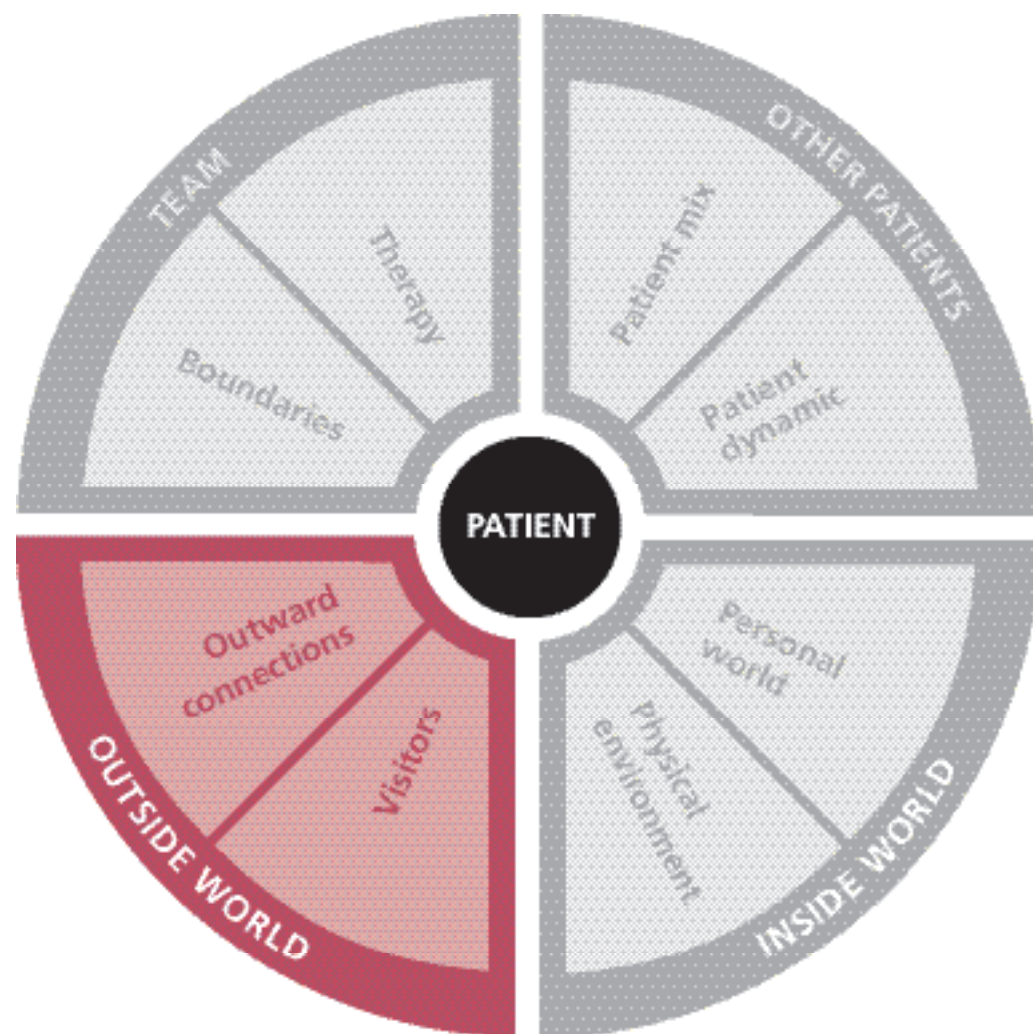 TEAM
Therapy
Boundaries
OTHER PATIENTS
Patient mix
Patient
dynamic
PATIENT
Outward
connections
Visitors
OUTSIDE WORLD
Personal
world
Physical
environment
INSIDE WORLD